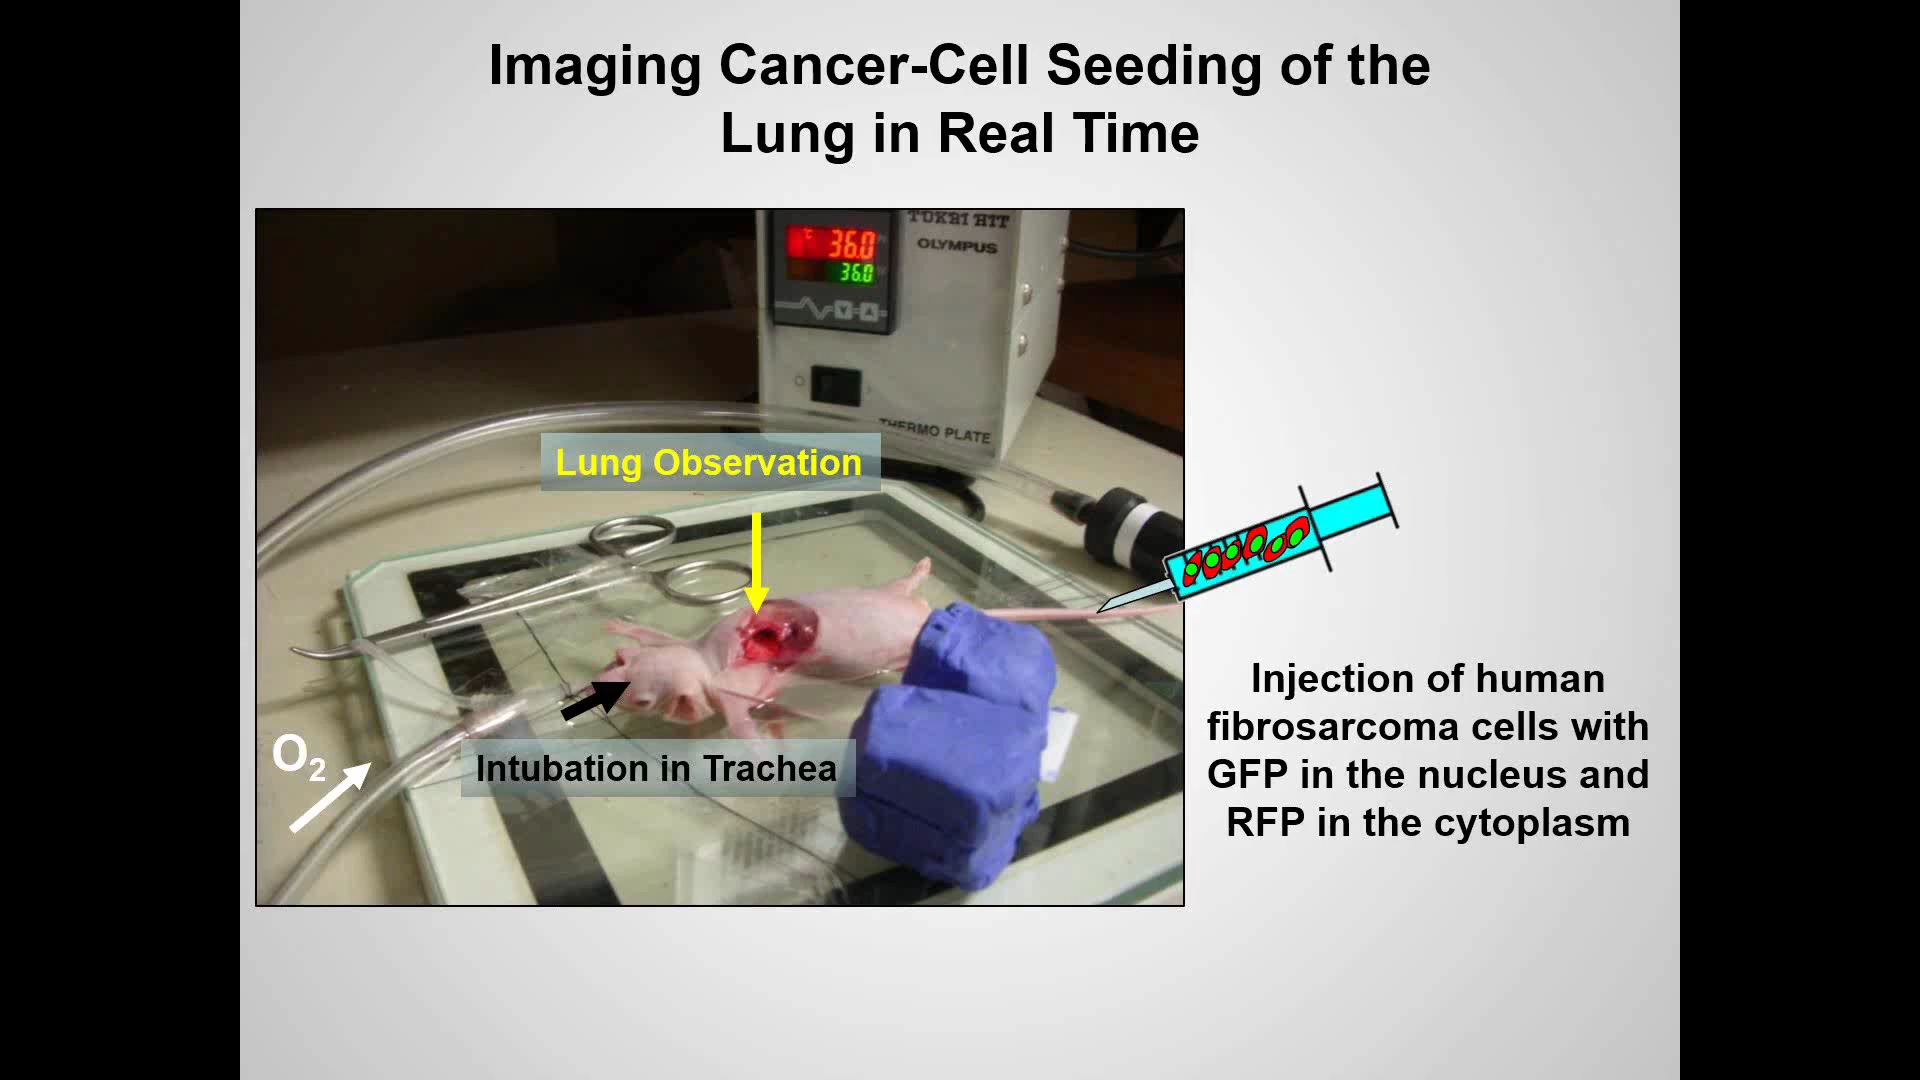 Imaging Cancer-Cell Seeding of the
Lung in Real Time
°C 36.0
36.0
TOKAI HIT
OLYMPUS
THERMO PLATE
Lung Observation
O₂
Intubation in Trachea
Injection of human
fibrosarcoma cells with
GFP in the nucleus and
RFP in the cytoplasm